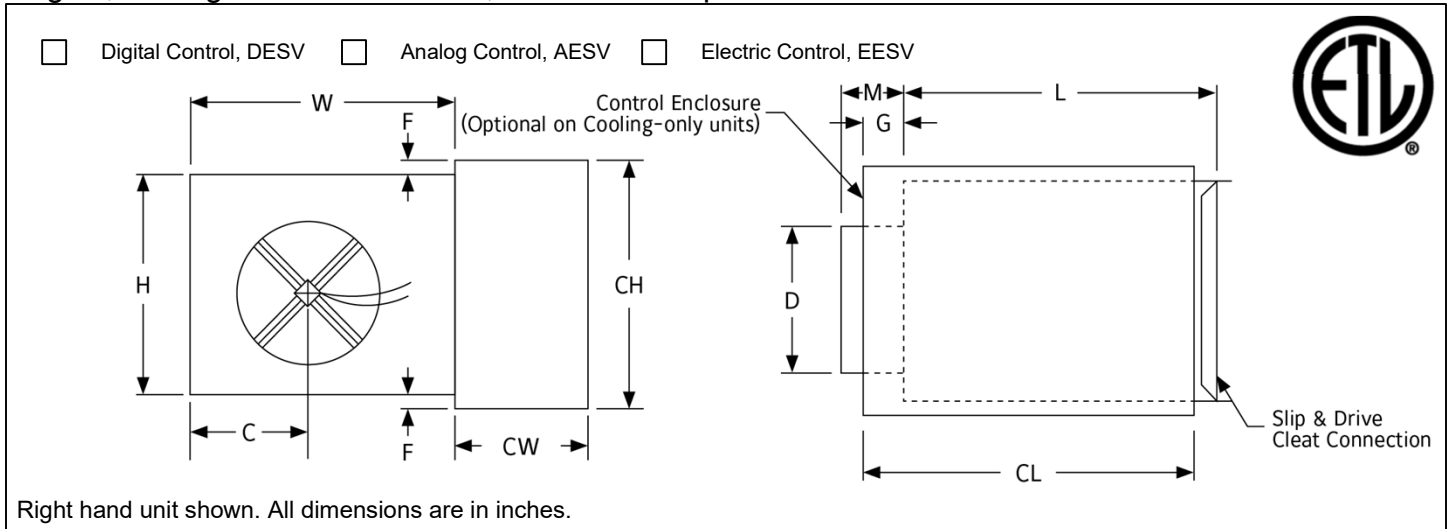 Digital Control, DESV Analog Control, AESV Electric Control, EESV
ETL
®
W
F
H
C
F
CW
CH
Control Enclosure
(Optional on Cooling-only units)
M
L
G
D
CL
Slip & Drive
Cleat Connection
Right hand unit shown. All dimensions are in inches.